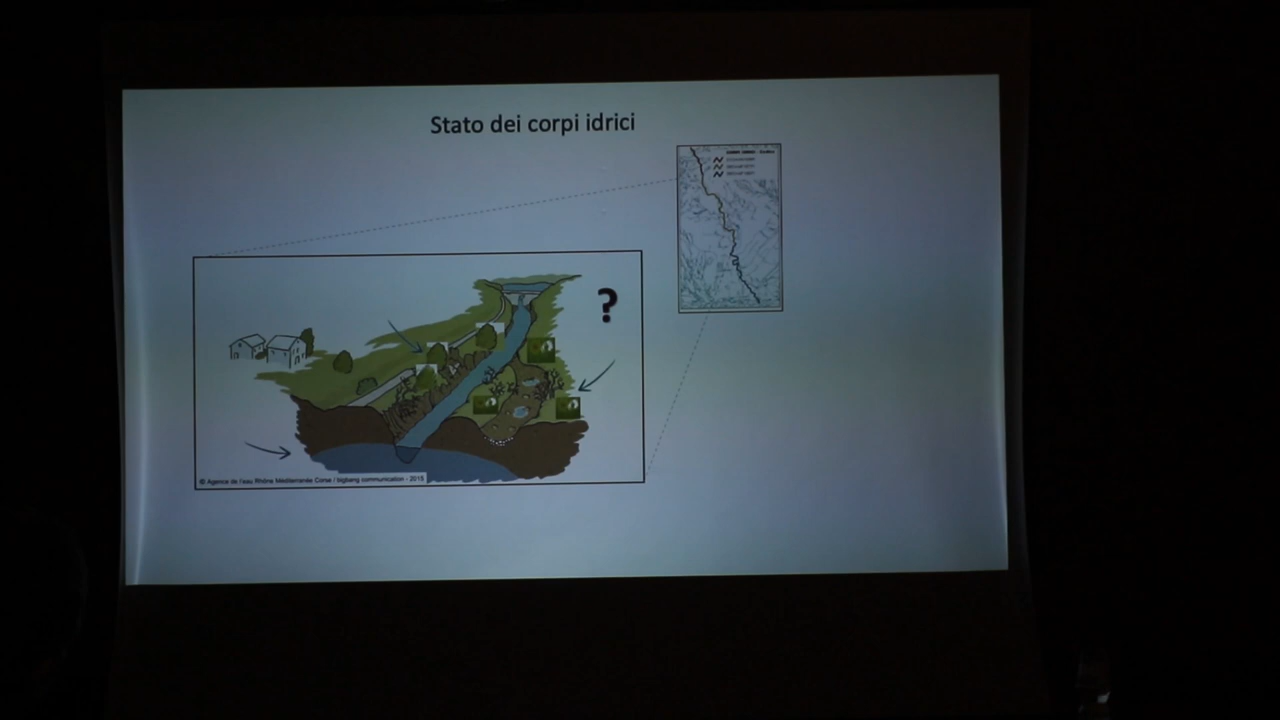 Stato dei corpi idrici
?
© Agence de l'eau Rhône Méditerranée Corse / bigbang communication - 2015